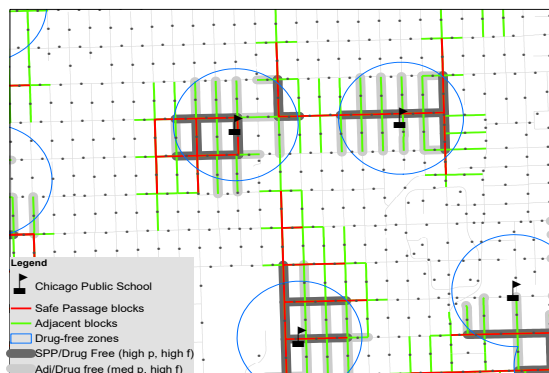 Legend
Chicago Public School
Safe Passage blocks
Adjacent blocks
Drug-free zones
SPP/Drug Free (high p, high f)
Adj/Drug free (med p, high f)